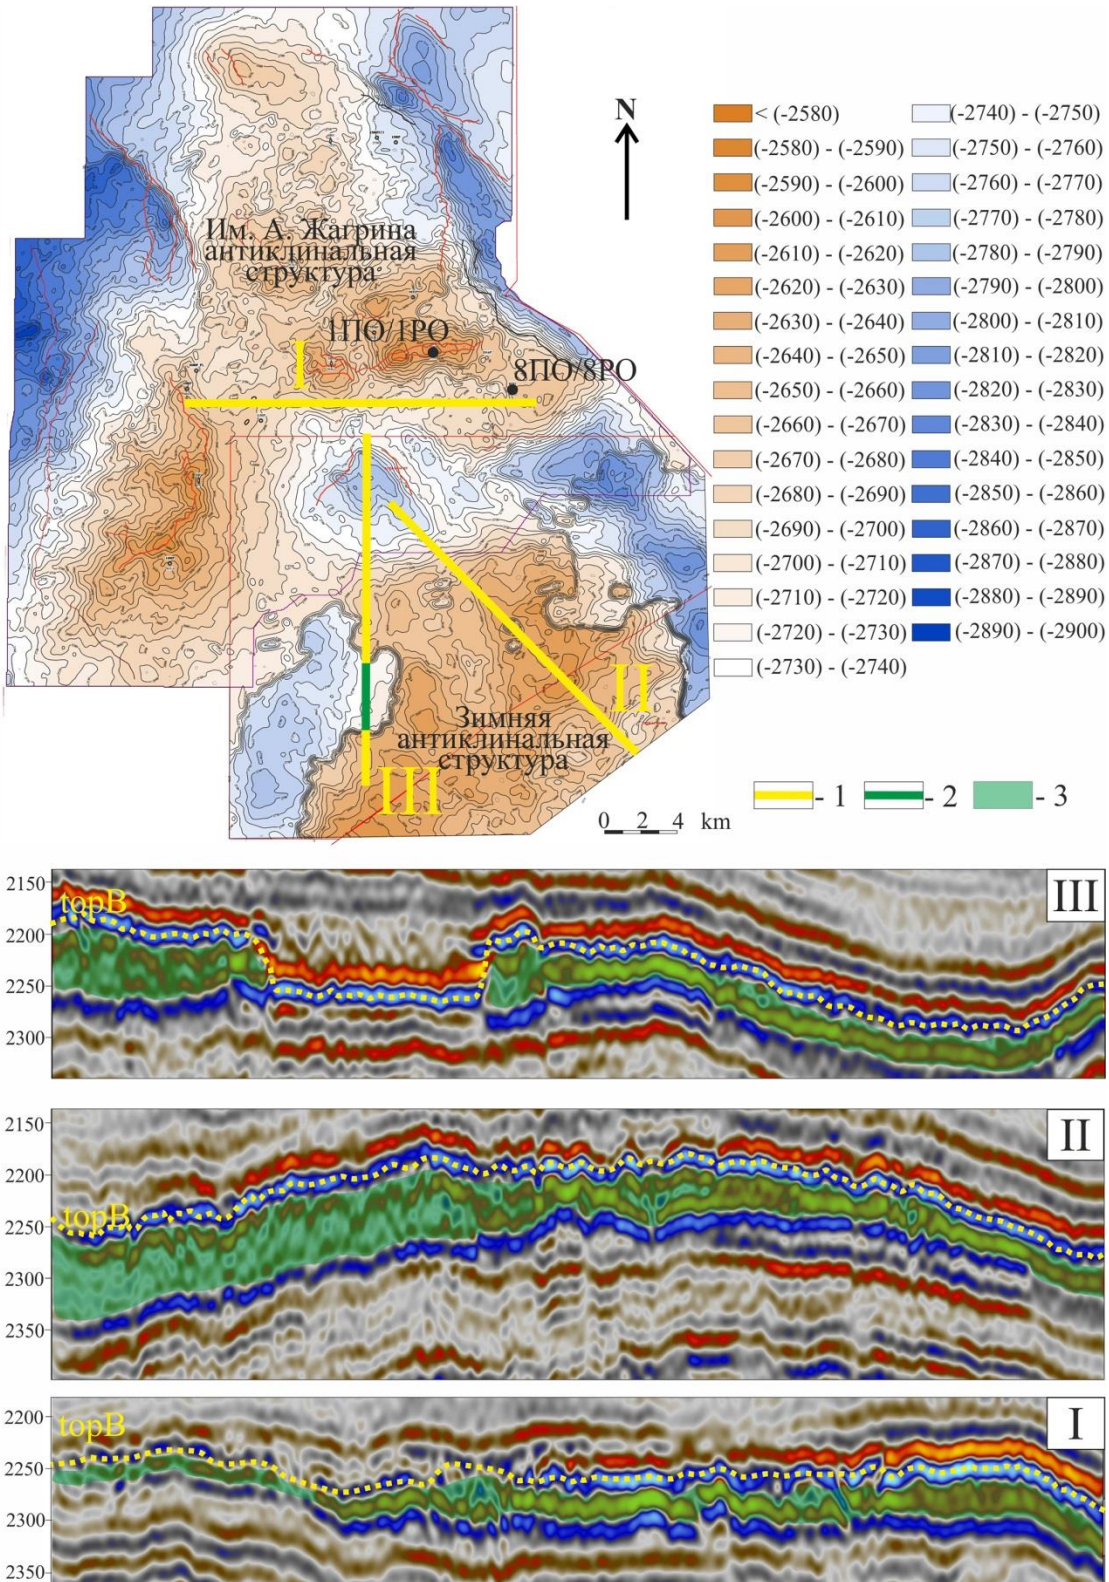 N
< (-2580)
(-2580) - (-2590)
(-2590) - (-2600)
(-2600) - (-2610)
(-2610) - (-2620)
(-2620) - (-2630)
(-2630) - (-2640)
(-2640) - (-2650)
(-2650) - (-2660)
(-2660) - (-2670)
(-2670) - (-2680)
(-2680) - (-2690)
(-2690) - (-2700)
(-2700) - (-2710)
(-2710) - (-2720)
(-2720) - (-2730)
(-2730) - (-2740)
(-2740) - (-2750)
(-2750) - (-2760)
(-2760) - (-2770)
(-2770) - (-2780)
(-2780) - (-2790)
(-2790) - (-2800)
(-2800) - (-2810)
(-2810) - (-2820)
(-2820) - (-2830)
(-2830) - (-2840)
(-2840) - (-2850)
(-2850) - (-2860)
(-2860) - (-2870)
(-2870) - (-2880)
(-2880) - (-2890)
(-2890) - (-2900)
Им. А. Жагрина
антиклинальная
структура
1ПО/1РО
I
8ПО/8РО
II
Зимняя
антиклинальная
структура
III
- 1
- 2
- 3
0 2 4 km
2150
2200
2250
2300
topB
III
2150
2200
2250
2300
2350
topB
II
2200
2250
2300
2350
topB
I